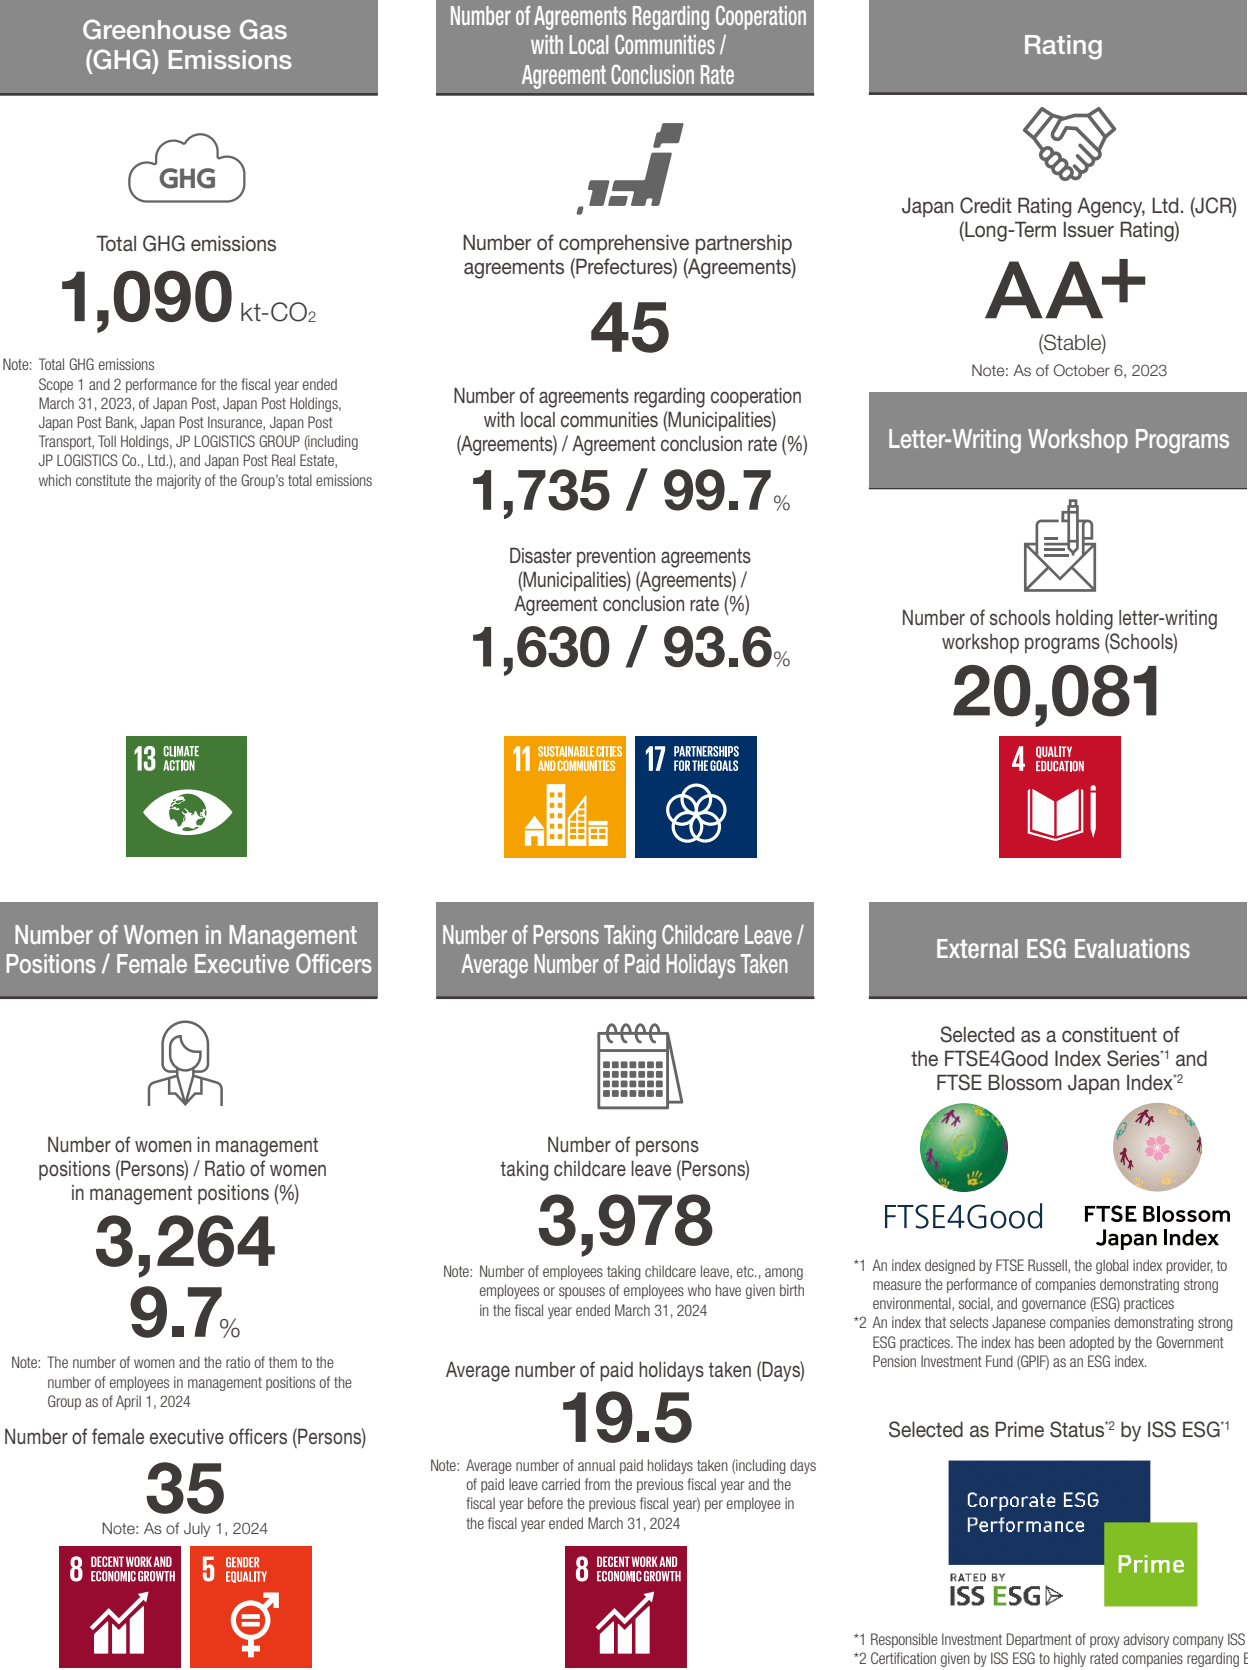 Greenhouse Gas
(GHG) Emissions
GHG
Total GHG emissions
1,090 kt-CO₂
Note: Total GHG emissions
Scope 1 and 2 performance for the fiscal year ended
March 31, 2023, of Japan Post, Japan Post Holdings,
Japan Post Bank, Japan Post Insurance, Japan Post
Transport, Toll Holdings, JP LOGISTICS GROUP (including
JP LOGISTICS Co., Ltd.), and Japan Post Real Estate,
which constitute the majority of the Group's total emissions
13 CLIMATE
ACTION
Number of Agreements Regarding Cooperation
with Local Communities /
Agreement Conclusion Rate
Number of comprehensive partnership
agreements (Prefectures) (Agreements)
45
Number of agreements regarding cooperation
with local communities (Municipalities)
(Agreements) / Agreement conclusion rate (%)
1,735 / 99.7%
Disaster prevention agreements
(Municipalities) (Agreements) /
Agreement conclusion rate (%)
1,630 / 93.6%
11 SUSTAINABLE CITIES
AND COMMUNITIES
17 PARTNERSHIPS
FOR THE GOALS
Rating
Japan Credit Rating Agency, Ltd. (JCR)
(Long-Term Issuer Rating)
AA+
(Stable)
Note: As of October 6, 2023
Letter-Writing Workshop Programs
Number of schools holding letter-writing
workshop programs (Schools)
20,081
4 QUALITY
EDUCATION
Number of Women in Management
Positions / Female Executive Officers
Number of women in management
positions (Persons) / Ratio of women
in management positions (%)
3,264
9.7%
Note: The number of women and the ratio of them to the
number of employees in management positions of the
Group as of April 1, 2024
Number of female executive officers (Persons)
35
Note: As of July 1, 2024
8 DECENT WORK AND
ECONOMIC GROWTH
5 GENDER
EQUALITY
Number of Persons Taking Childcare Leave /
Average Number of Paid Holidays Taken
Number of persons
taking childcare leave (Persons)
3,978
Note: Number of employees taking childcare leave, etc., among
employees or spouses of employees who have given birth
in the fiscal year ended March 31, 2024
Average number of paid holidays taken (Days)
19.5
Note: Average number of annual paid holidays taken (including days
of paid leave carried from the previous fiscal year and the
fiscal year before the previous fiscal year) per employee in
the fiscal year ended March 31, 2024
8 DECENT WORK AND
ECONOMIC GROWTH
External ESG Evaluations
Selected as a constituent of
the FTSE4Good Index Series*1 and
FTSE Blossom Japan Index*2
FTSE4Good
FTSE Blossom
Japan Index
*1 An index designed by FTSE Russell, the global index provider, to
measure the performance of companies demonstrating strong
environmental, social, and governance (ESG) practices
*2 An index that selects Japanese companies demonstrating strong
ESG practices. The index has been adopted by the Government
Pension Investment Fund (GPIF) as an ESG index.
Selected as Prime Status*2 by ISS ESG*1
Corporate ESG
Performance
Prime
RATED BY
ISS ESG
*1 Responsible Investment Department of proxy advisory company ISS
*2 Certification given by ISS ESG to highly rated companies regarding